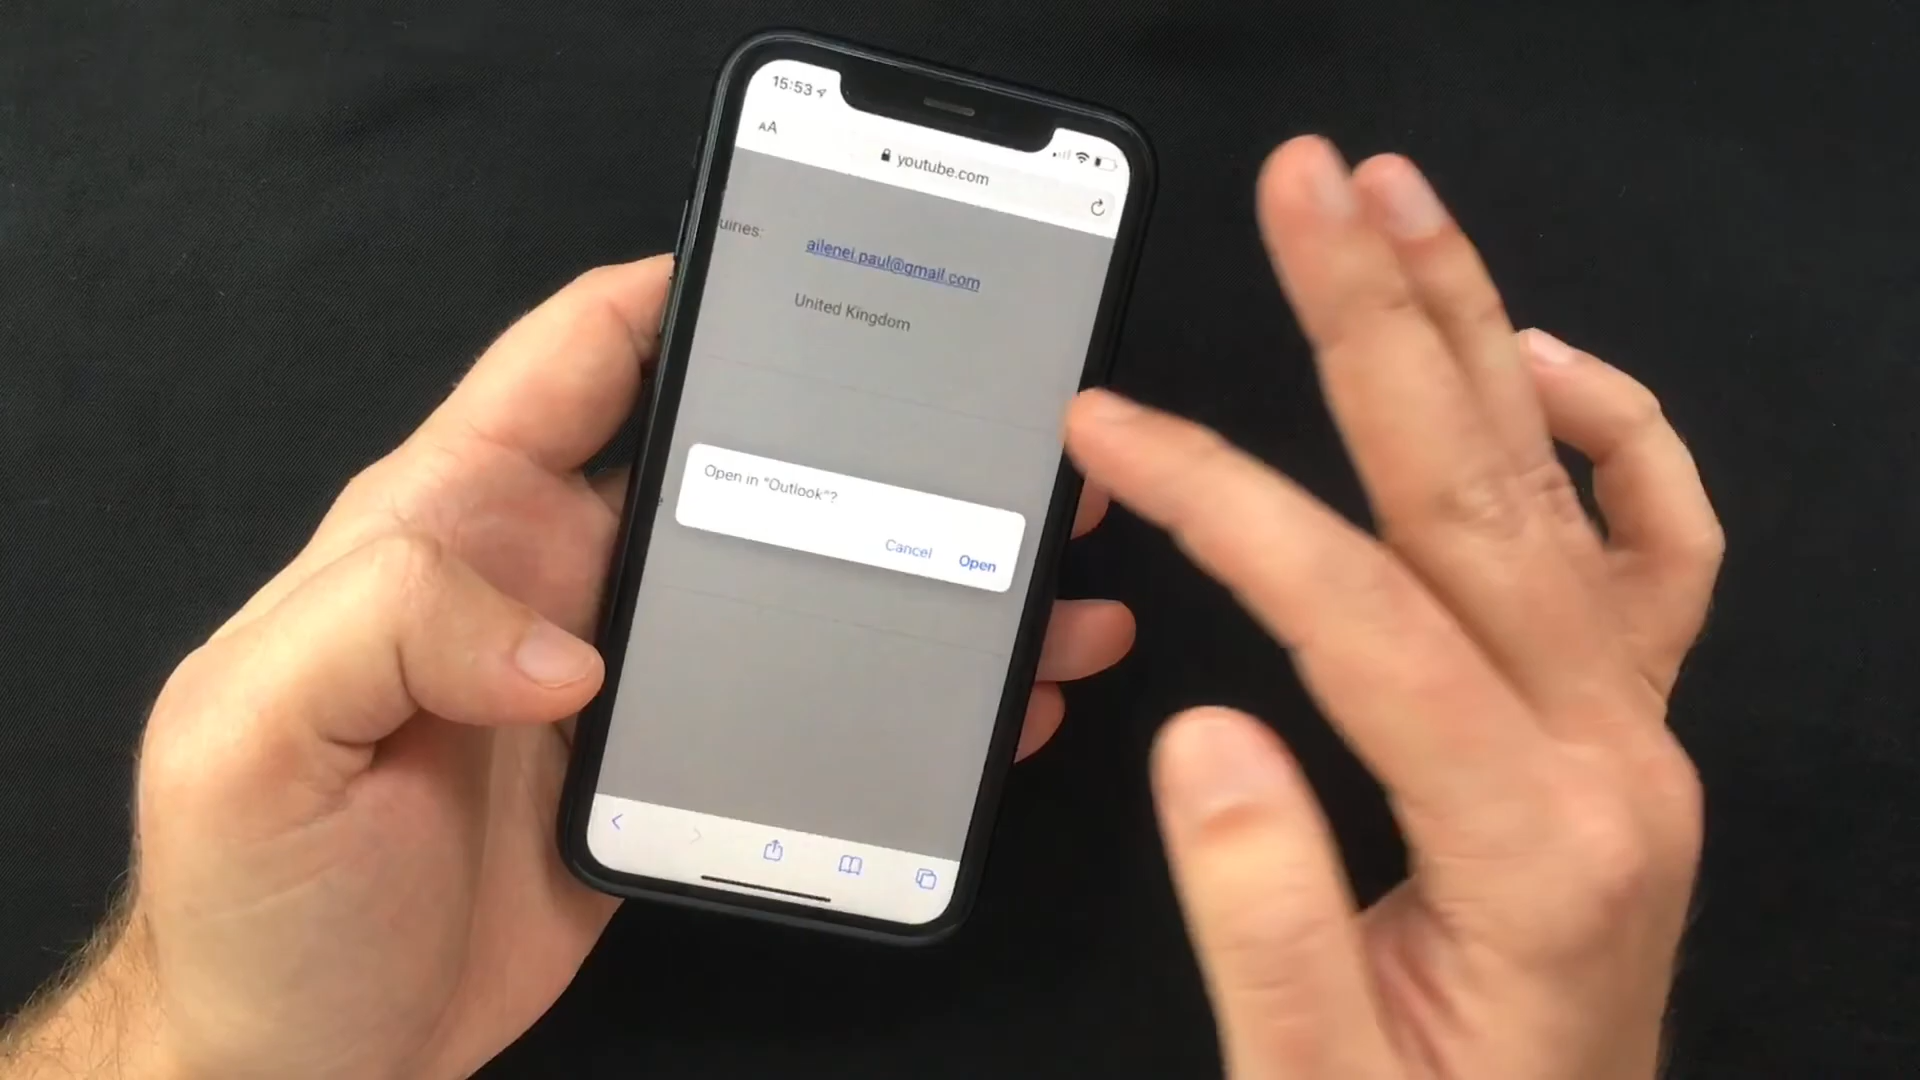 15:53
AA
youtube.com
uiries:
ailenei.paul@gmail.com
United Kingdom
Open in "Outlook"?
Cancel
Open